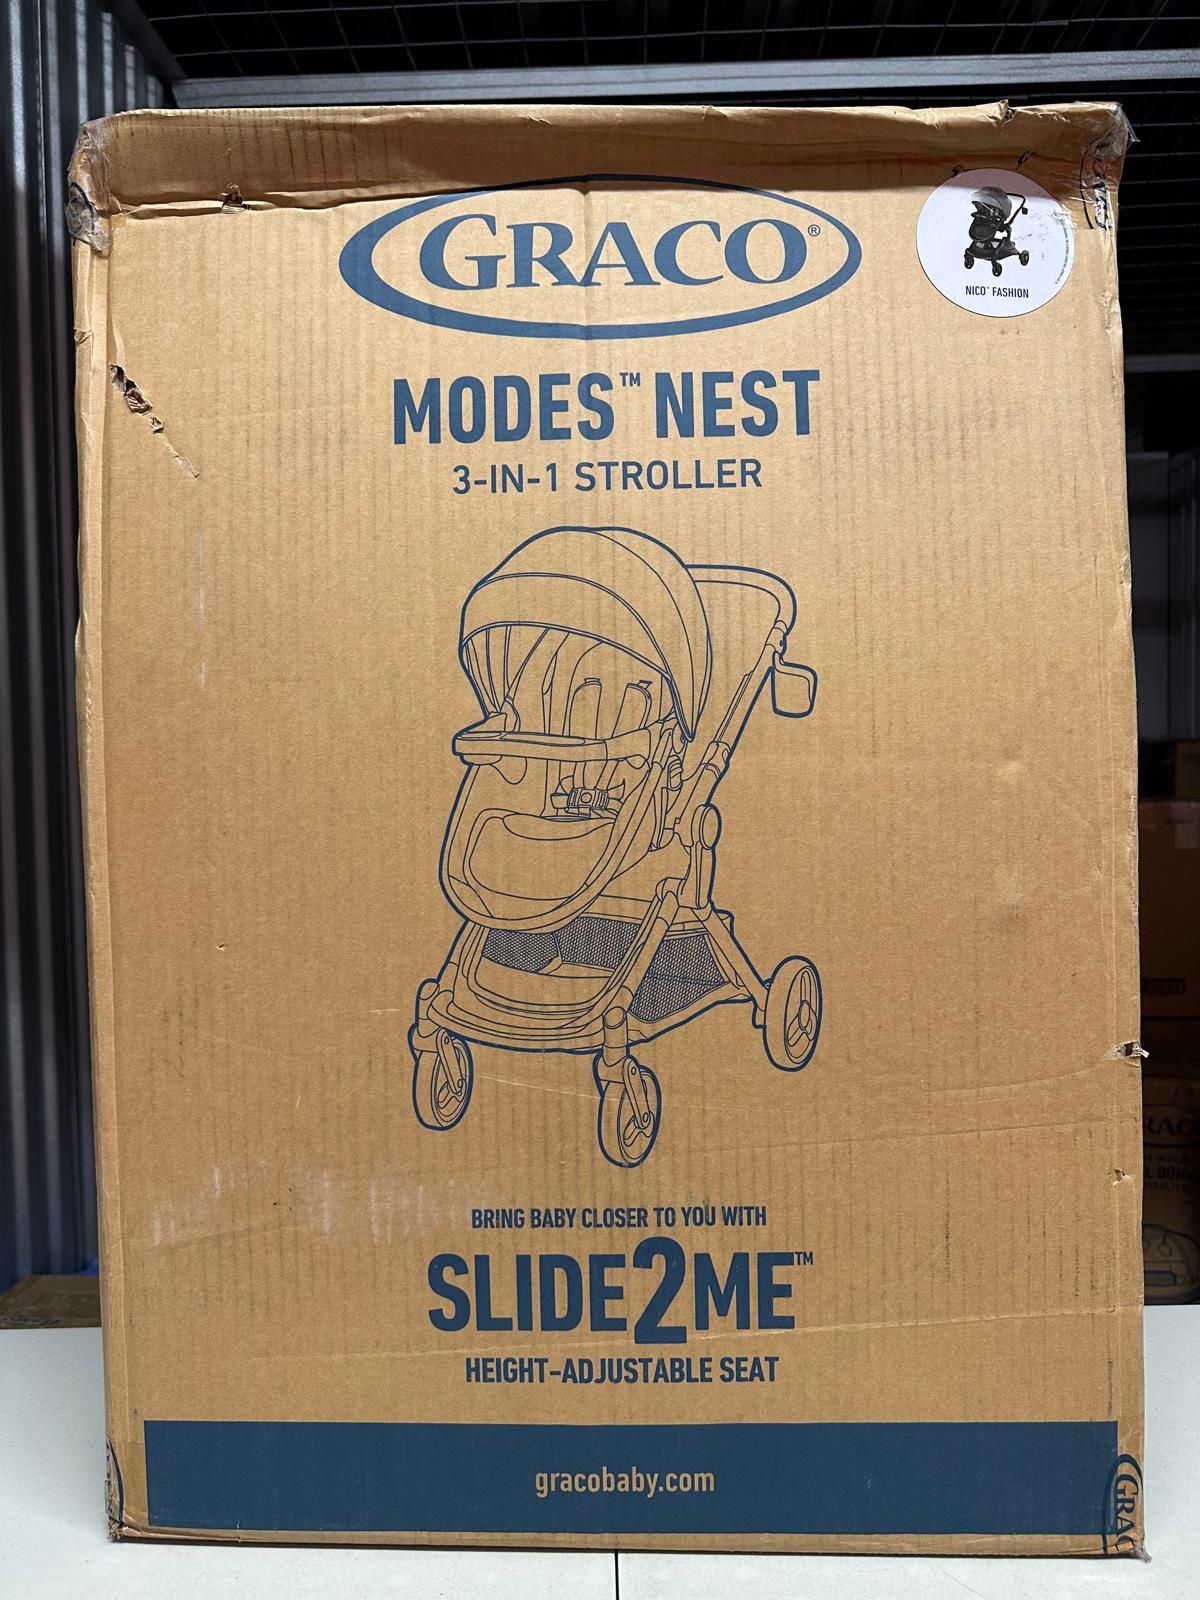 GRACO®
NICO™ FASHION
MODES™ NEST
3-IN-1 STROLLER
BRING BABY CLOSER TO YOU WITH
SLIDE2ME™
HEIGHT-ADJUSTABLE SEAT
gracobaby.com
GRAC